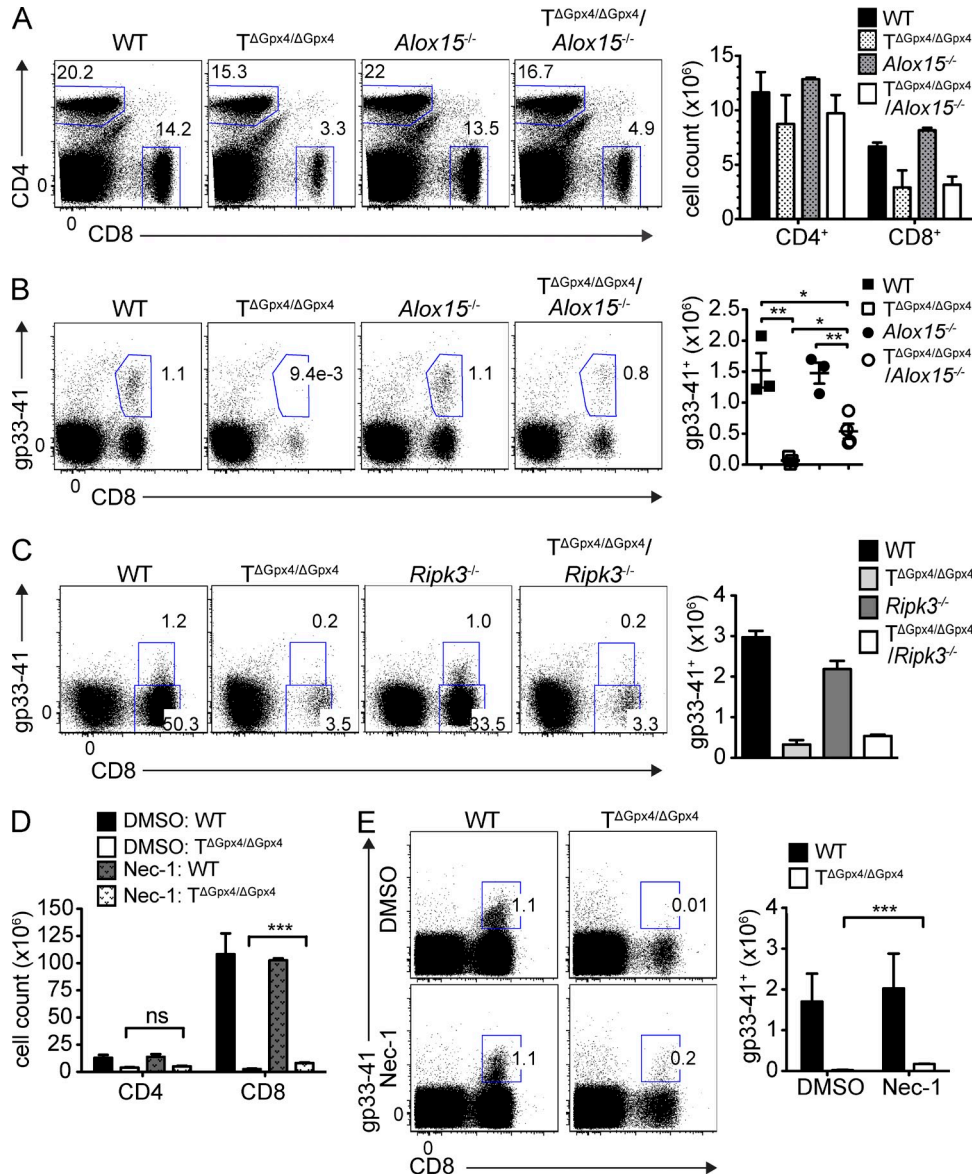 A
WT
T^ΔGpx4/ΔGpx4
Alox15^-/-
T^ΔGpx4/ΔGpx4/
Alox15^-/-
20.2
14.2
15.3
3.3
22
13.5
16.7
4.9
CD4
0
0
CD8
WT
T^ΔGpx4/ΔGpx4
Alox15^-/-
T^ΔGpx4/ΔGpx4
/Alox15^-/-
cell count (x10^6)
15
10
5
0
CD4+
CD8+
B
WT
T^ΔGpx4/ΔGpx4
Alox15^-/-
T^ΔGpx4/ΔGpx4/
Alox15^-/-
1.1
9.4e-3
1.1
0.8
gp33-41
0
0
CD8
WT
T^ΔGpx4/ΔGpx4
Alox15^-/-
T^ΔGpx4/ΔGpx4
/Alox15^-/-
gp33-41+ (x10^6)
2.5
2.0
1.5
1.0
0.5
0.0
*
** *
**
C
WT
T^ΔGpx4/ΔGpx4
Ripk3^-/-
T^ΔGpx4/ΔGpx4/
Ripk3^-/-
1.2
50.3
0.2
3.5
1.0
33.5
0.2
3.3
gp33-41
0
0
CD8
WT
T^ΔGpx4/ΔGpx4
Ripk3^-/-
T^ΔGpx4/ΔGpx4
/Ripk3^-/-
gp33-41+ (x10^6)
4
3
2
1
0
D
DMSO: WT
DMSO: T^ΔGpx4/ΔGpx4
Nec-1: WT
Nec-1: T^ΔGpx4/ΔGpx4
cell count (x10^6)
150
125
100
75
50
25
0
ns
***
CD4
CD8
E
WT
T^ΔGpx4/ΔGpx4
DMSO
1.1
0.01
Nec-1
1.1
0.2
gp33-41
0
0
CD8
WT
T^ΔGpx4/ΔGpx4
gp33-41+ (x10^6)
4
3
2
1
0
***
DMSO
Nec-1